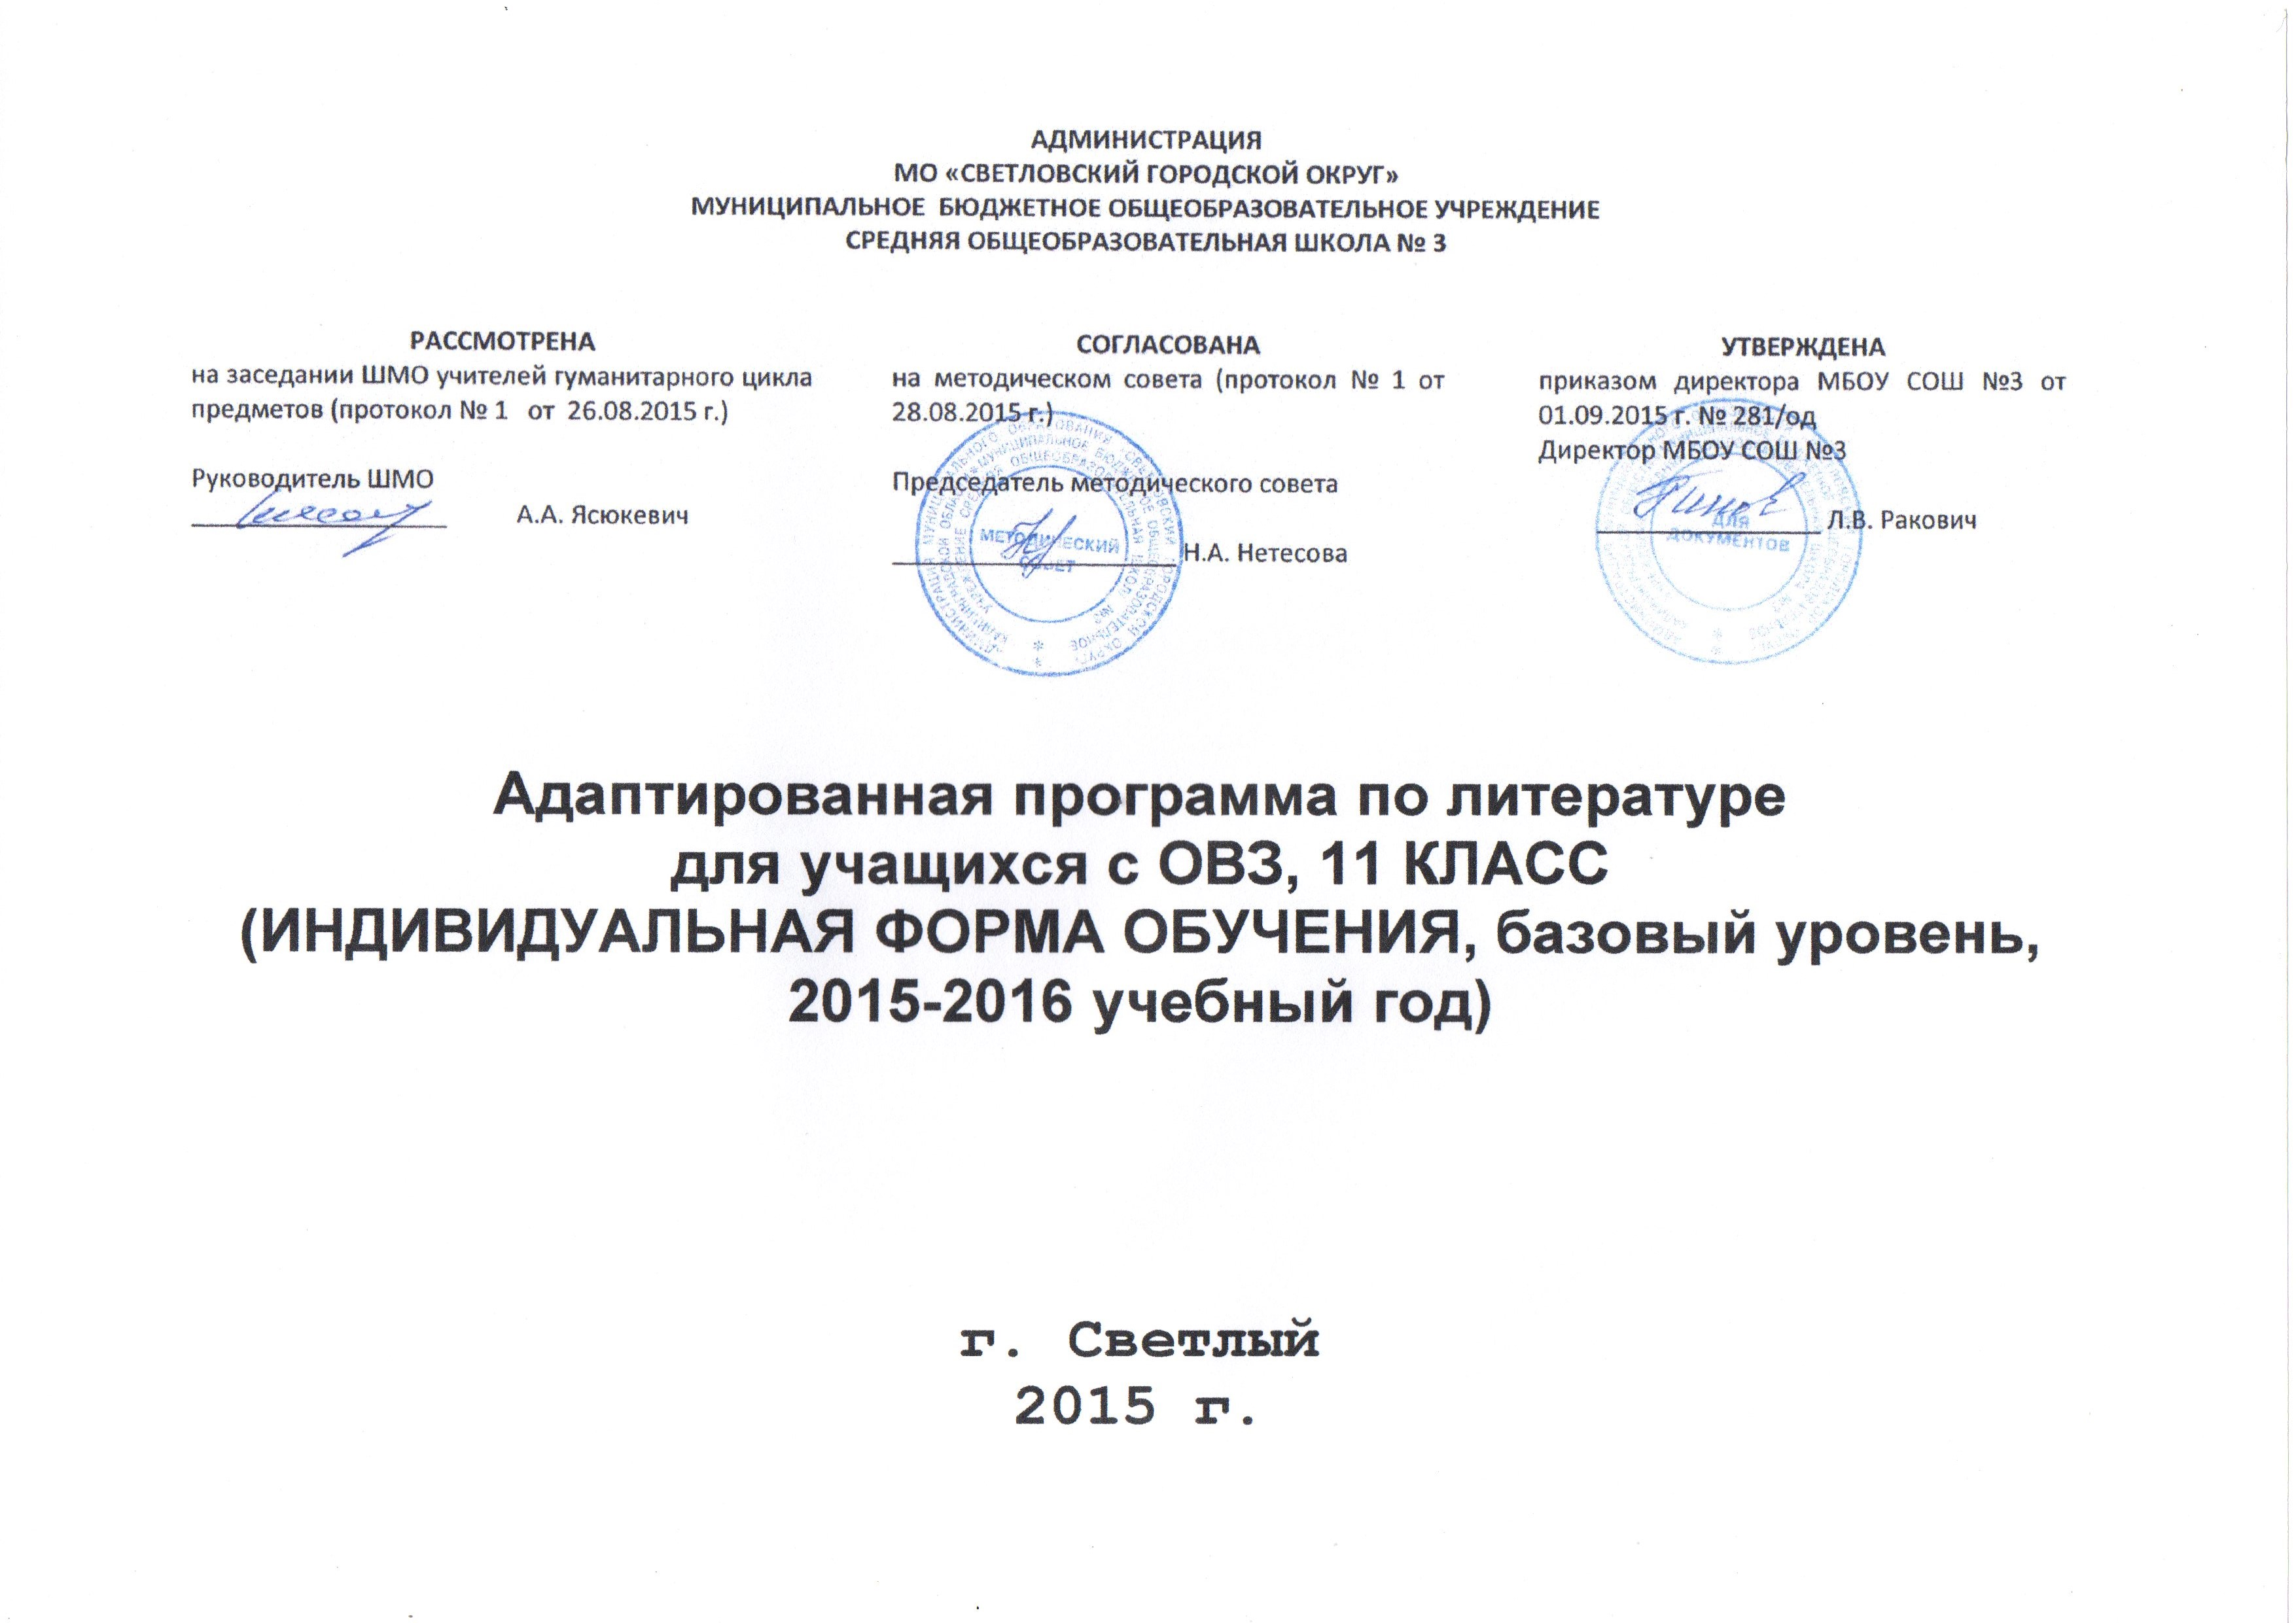 АДМИНИСТРАЦИЯ
МО «СВЕТЛОВСКИЙ ГОРОДСКОЙ ОКРУГ»
МУНИЦИПАЛЬНОЕ БЮДЖЕТНОЕ ОБЩЕОБРАЗОВАТЕЛЬНОЕ УЧРЕЖДЕНИЕ
СРЕДНЯЯ ОБЩЕОБРАЗОВАТЕЛЬНАЯ ШКОЛА № 3
РАССМОТРЕНА
на заседании ШМО учителей гуманитарного цикла
предметов (протокол № 1 от 26.08.2015 г.)
Руководитель ШМО
А.А. Ясюкевич
СОГЛАСОВАНА
на методическом совета (протокол № 1 от
28.08.2015 г.)
Председатель методического совета
Н.А. Нетесова
МЕТОДИЧЕСКИЙ
СОВЕТ
УТВЕРЖДЕНА
приказом директора МБОУ СОШ №3 от
01.09.2015 г. № 281/од
Директор МБОУ СОШ №3
Л.В. Ракович
ДЛЯ
ДОКУМЕНТОВ
Адаптированная программа по литературе
для учащихся с ОВЗ, 11 КЛАСС
(ИНДИВИДУАЛЬНАЯ ФОРМА ОБУЧЕНИЯ, базовый уровень,
2015-2016 учебный год)
г. Светлый
2015 г.